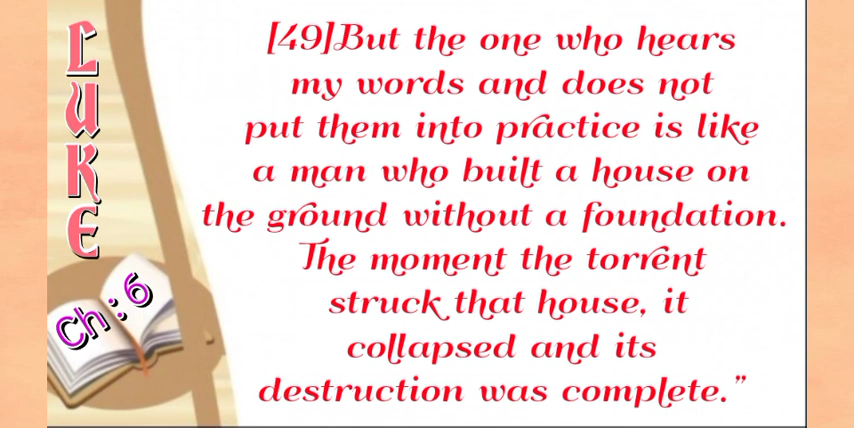 LUKE
Ch : 6
[49]But the one who hears
my words and does not
put them into practice is like
a man who built a house on
the ground without a foundation.
The moment the torrent
struck that house, it
collapsed and its
destruction was complete.”